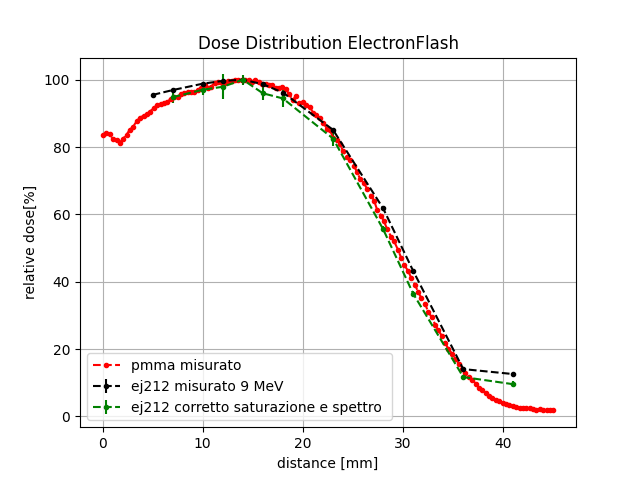 Dose Distribution ElectronFlash
relative dose[%]
100
80
60
40
20
0
pmma misurato
ej212 misurato 9 MeV
ej212 corretto saturazione e spettro
0 10 20 30 40
distance [mm]